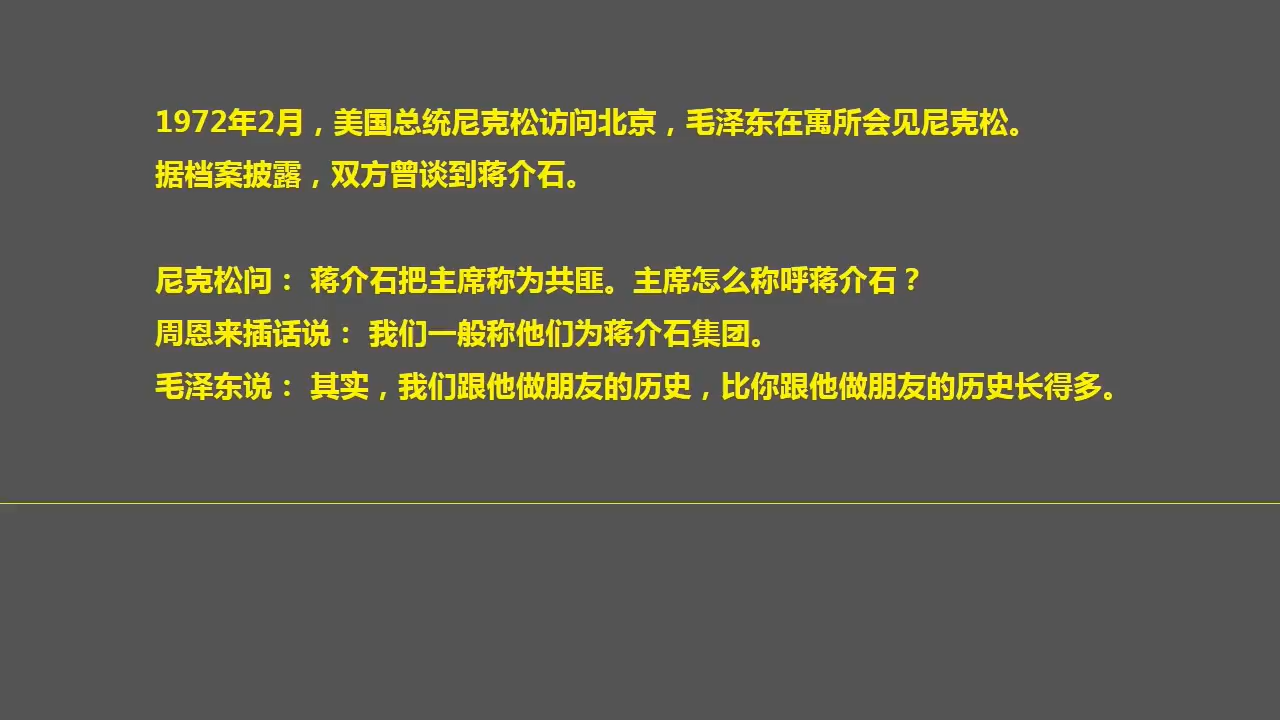 1972年2月，美国总统尼克松访问北京，毛泽东在寓所会见尼克松。
据档案披露，双方曾谈到蒋介石。
尼克松问： 蒋介石把主席称为共匪。主席怎么称呼蒋介石？
周恩来插话说： 我们一般称他们为蒋介石集团。
毛泽东说： 其实，我们跟他做朋友的历史，比你跟他做朋友的历史长得多。